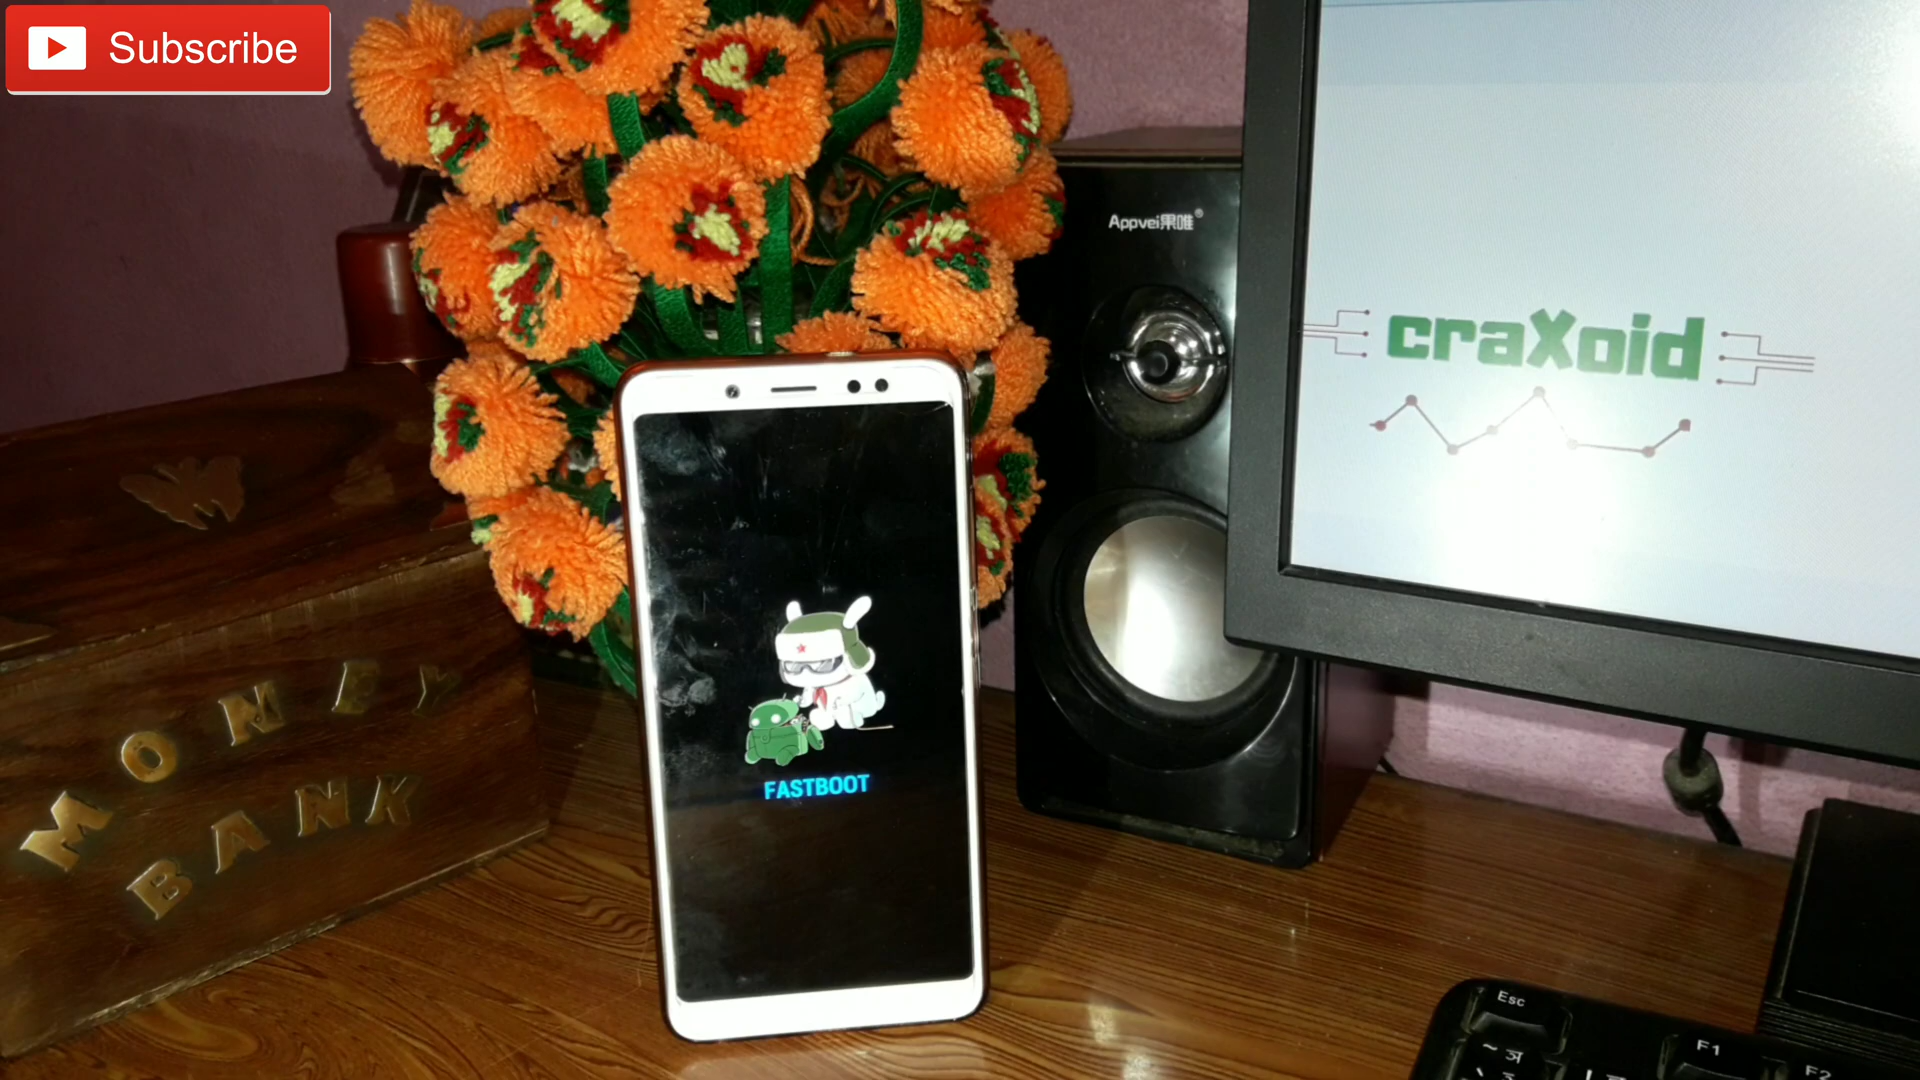 Subscribe
Appvei果唯®
craXoid
MONEY
BANK
FASTBOOT
Esc
F1
F2
~ अ